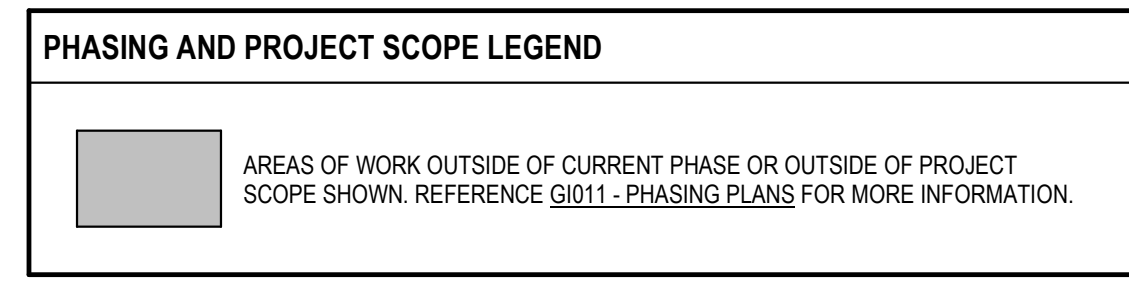 PHASING AND PROJECT SCOPE LEGEND
AREAS OF WORK OUTSIDE OF CURRENT PHASE OR OUTSIDE OF PROJECT
SCOPE SHOWN. REFERENCE GI011 - PHASING PLANS FOR MORE INFORMATION.